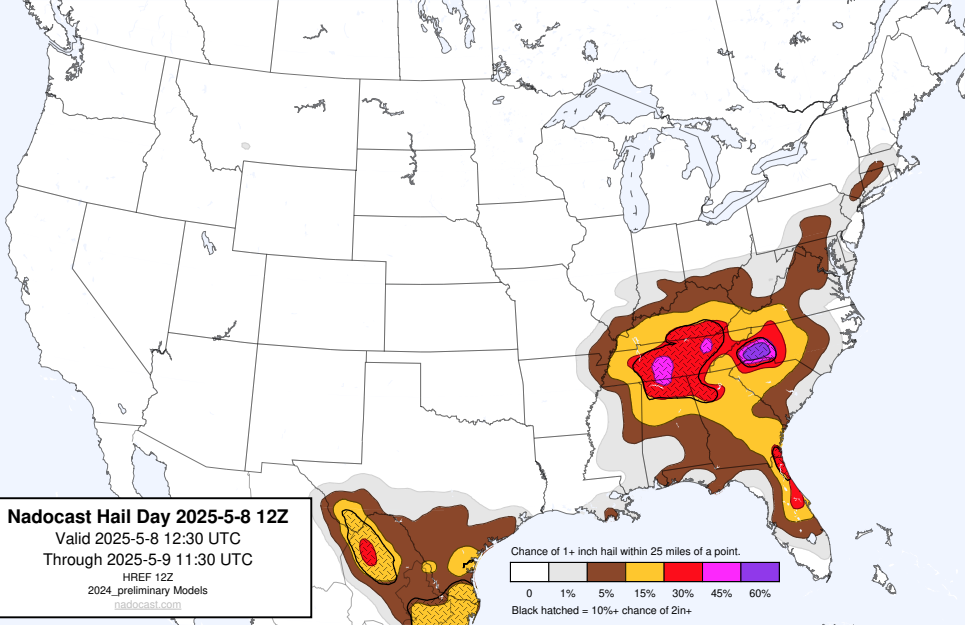 Nadocast Hail Day 2025-5-8 12Z
Valid 2025-5-8 12:30 UTC
Through 2025-5-9 11:30 UTC
HREF 12Z
2024_preliminary Models
nadocast.com
Chance of 1+ inch hail within 25 miles of a point.
0 1% 5% 15% 30% 45% 60%
Black hatched = 10%+ chance of 2in+